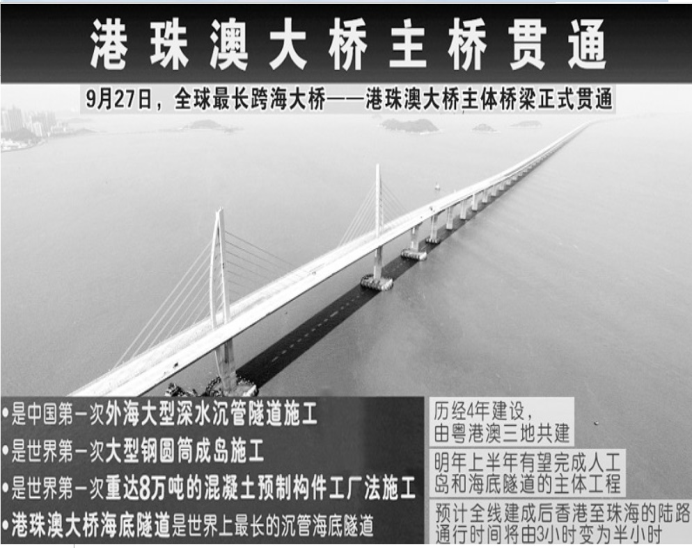 港珠澳大桥主桥贯通
9月27日，全球最长跨海大桥——港珠澳大桥主体桥梁正式贯通
•是中国第一次外海大型深水沉管隧道施工
•是世界第一次大型钢圆筒成岛施工
•是世界第一次重达8万吨的混凝土预制构件工厂法施工
•港珠澳大桥海底隧道是世界上最长的沉管海底隧道
历经4年建设，
由粤港澳三地共建
明年上半年有望完成人工
岛和海底隧道的主体工程
预计全线建成后香港至珠海的陆路
通行时间将由3小时变为半小时